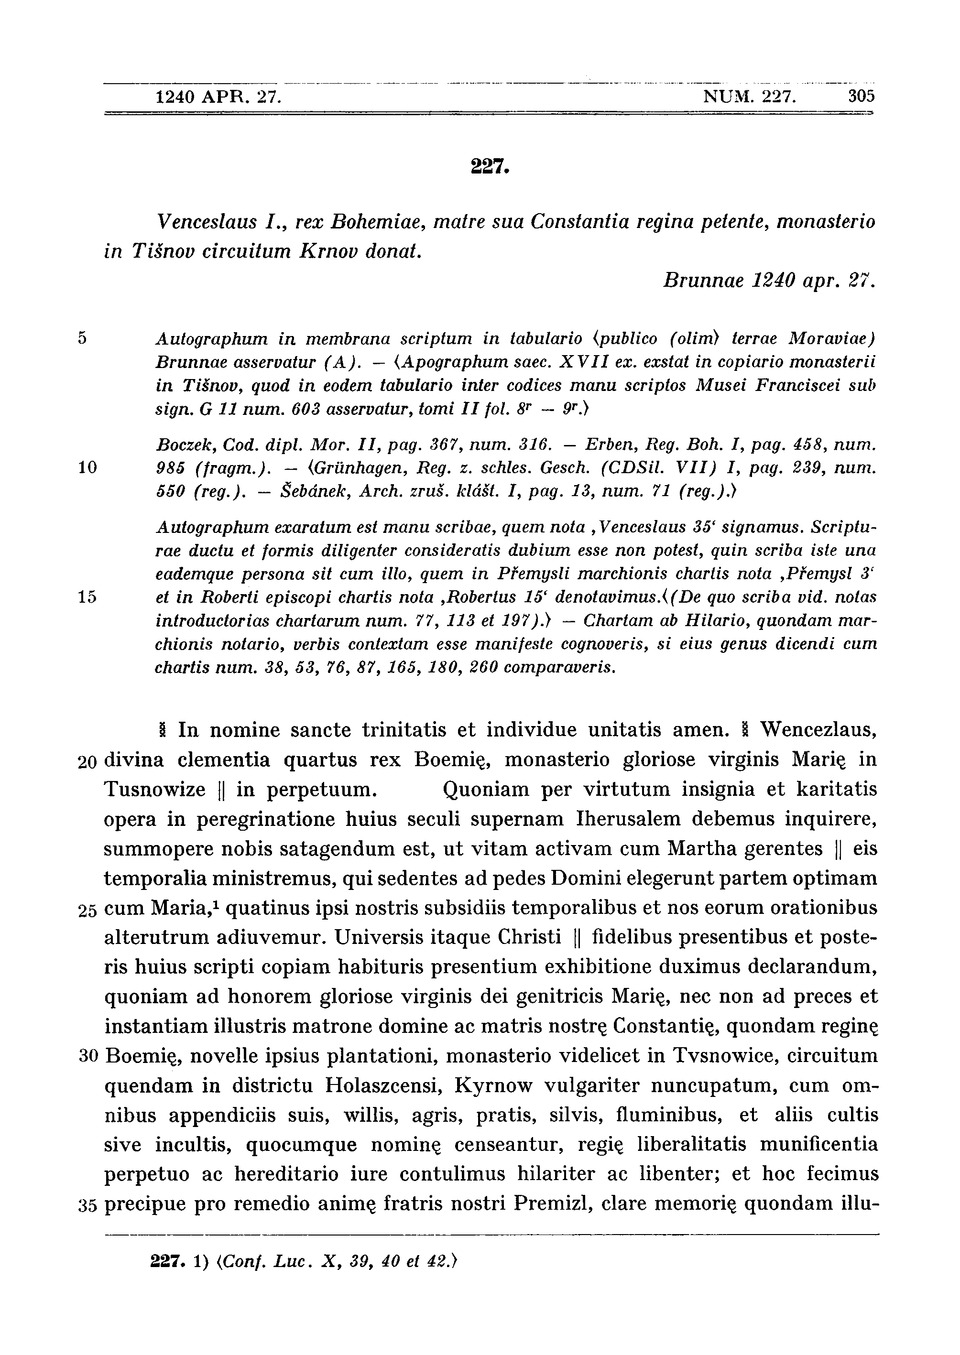 1240 APR. 27. NUM. 227. 305
227.
Venceslaus I., rex Bohemiae, matre sua Constantia regina petente, monasterio
in Tišnov circuitum Krnov donat.
Brunnae 1240 apr. 27.
5 Autographum in membrana scriptum in tabulario ⟨publico (olim⟩ terrae Moraviae)
Brunnae asservatur (A). — ⟨Apographum saec. XVII ex. exstat in copiario monasterii
in Tišnov, quod in eodem tabulario inter codices manu scriptos Musei Franciscei sub
sign. G 11 num. 603 asservatur, tomi II fol. 8r — 9r.⟩
Boczek, Cod. dipl. Mor. II, pag. 367, num. 316. — Erben, Reg. Boh. I, pag. 458, num.
10 985 (fragm.). — ⟨Grünhagen, Reg. z. schles. Gesch. (CDSil. VII) I, pag. 239, num.
550 (reg.). — Šebánek, Arch. zruš. klášt. I, pag. 13, num. 71 (reg.).⟩
Autographum exaratum est manu scribae, quem nota ‚Venceslaus 35‘ signamus. Scriptu-
rae ductu et formis diligenter consideratis dubium esse non potest, quin scriba iste una
eademque persona sit cum illo, quem in Přemysli marchionis chartis nota ‚Přemysl 3‘
15 et in Roberti episcopi chartis nota ‚Robertus 15‘ denotavimus.⟨(De quo scriba vid. notas
introductorias chartarum num. 77, 113 et 197).⟩ — Chartam ab Hilario, quondam mar-
chionis notario, verbis contextam esse manifeste cognoveris, si eius genus dicendi cum
chartis num. 38, 53, 76, 87, 165, 180, 260 comparaveris.
⁑ In nomine sancte trinitatis et individue unitatis amen. ⁑ Wencezlaus,
20 divina clementia quartus rex Boemię, monasterio gloriose virginis Marię in
Tusnowize || in perpetuum. Quoniam per virtutum insignia et karitatis
opera in peregrinatione huius seculi supernam Iherusalem debemus inquirere,
summopere nobis satagendum est, ut vitam activam cum Martha gerentes || eis
temporalia ministremus, qui sedentes ad pedes Domini elegerunt partem optimam
25 cum Maria,¹ quatinus ipsi nostris subsidiis temporalibus et nos eorum orationibus
alterutrum adiuvemur. Universis itaque Christi || fidelibus presentibus et poste-
ris huius scripti copiam habituris presentium exhibitione duximus declarandum,
quoniam ad honorem gloriose virginis dei genitricis Marię, nec non ad preces et
instantiam illustris matrone domine ac matris nostrę Constantię, quondam reginę
30 Boemię, novelle ipsius plantationi, monasterio videlicet in Tvsnowice, circuitum
quendam in districtu Holaszcensi, Kyrnow vulgariter nuncupatum, cum om-
nibus appendiciis suis, willis, agris, pratis, silvis, fluminibus, et aliis cultis
sive incultis, quocumque nominę censeantur, regię liberalitatis munificentia
perpetuo ac hereditario iure contulimus hilariter ac libenter; et hoc fecimus
35 precipue pro remedio animę fratris nostri Premizl, clare memorię quondam illu-
227. 1) ⟨Conf. Luc. X, 39, 40 et 42.⟩